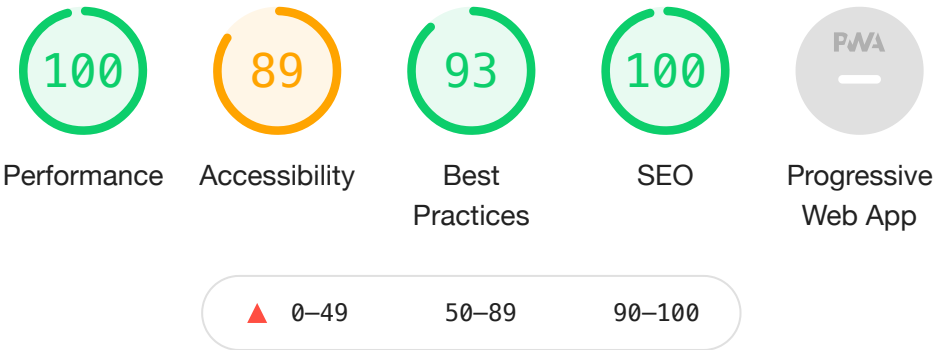 100 89 93 100 PWA
Performance Accessibility Best Practices SEO Progressive Web App
0–49 50–89 90–100